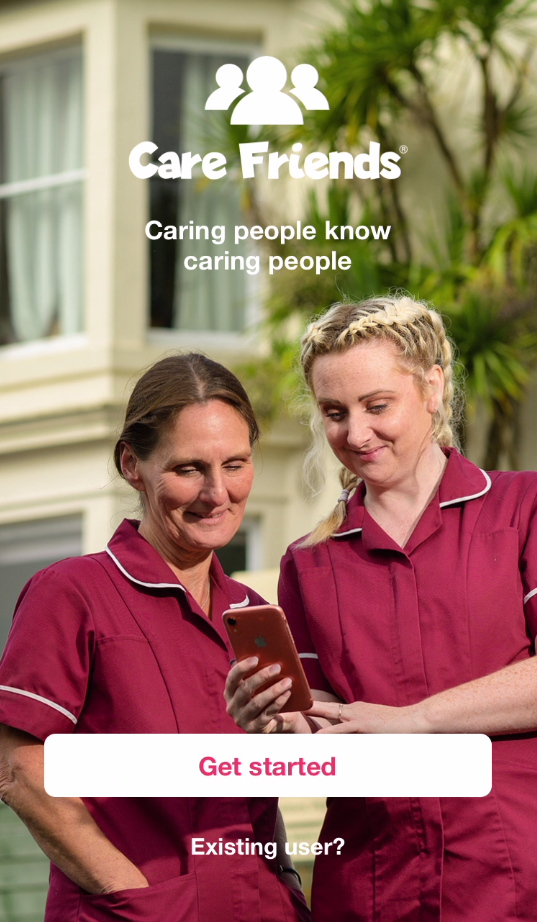 Care Friends®
Caring people know
caring people
Get started
Existing user?